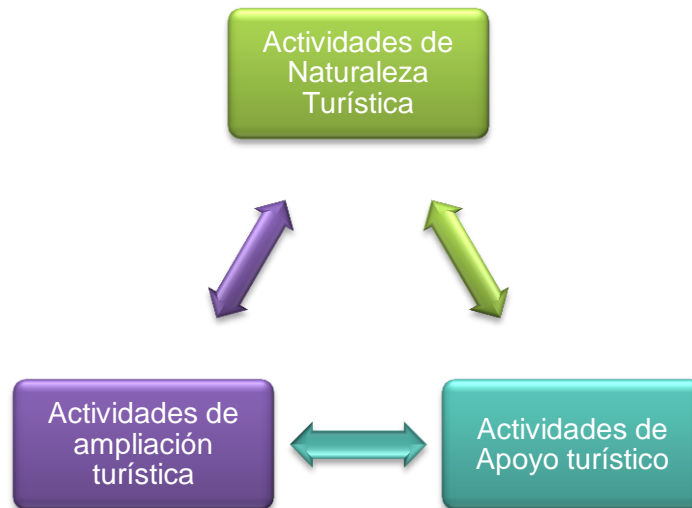 Actividades de
Naturaleza
Turística
Actividades de
ampliación
turística
Actividades de
Apoyo turístico